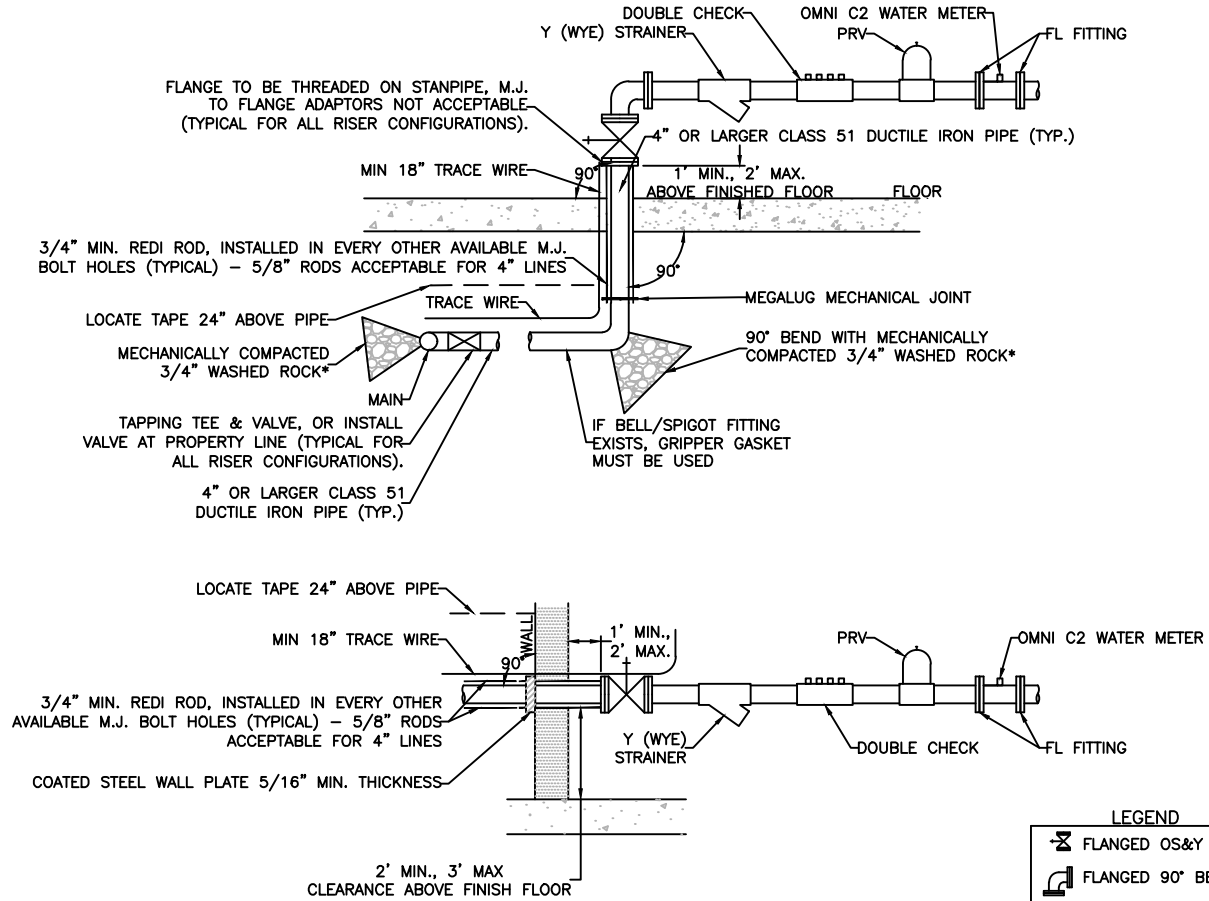 DOUBLE CHECK
OMNI C2 WATER METER
Y (WYE) STRAINER
PRV
FL FITTING
FLANGE TO BE THREADED ON STANPIPE, M.J.
TO FLANGE ADAPTORS NOT ACCEPTABLE
(TYPICAL FOR ALL RISER CONFIGURATIONS).
4" OR LARGER CLASS 51 DUCTILE IRON PIPE (TYP.)
MIN 18" TRACE WIRE
90°
1' MIN., 2' MAX.
ABOVE FINISHED FLOOR
FLOOR
3/4" MIN. REDI ROD, INSTALLED IN EVERY OTHER AVAILABLE M.J.
BOLT HOLES (TYPICAL) – 5/8" RODS ACCEPTABLE FOR 4" LINES
90°
TRACE WIRE
MEGALUG MECHANICAL JOINT
LOCATE TAPE 24" ABOVE PIPE
MECHANICALLY COMPACTED
3/4" WASHED ROCK*
90° BEND WITH MECHANICALLY
COMPACTED 3/4" WASHED ROCK*
MAIN
TAPPING TEE & VALVE, OR INSTALL
VALVE AT PROPERTY LINE (TYPICAL FOR
ALL RISER CONFIGURATIONS).
IF BELL/SPIGOT FITTING
EXISTS, GRIPPER GASKET
MUST BE USED
4" OR LARGER CLASS 51
DUCTILE IRON PIPE (TYP.)
LOCATE TAPE 24" ABOVE PIPE
MIN 18" TRACE WIRE
WALL
90°
1' MIN.,
2' MAX.
PRV
OMNI C2 WATER METER
3/4" MIN. REDI ROD, INSTALLED IN EVERY OTHER
AVAILABLE M.J. BOLT HOLES (TYPICAL) – 5/8" RODS
ACCEPTABLE FOR 4" LINES
Y (WYE)
STRAINER
DOUBLE CHECK
FL FITTING
COATED STEEL WALL PLATE 5/16" MIN. THICKNESS
2' MIN., 3' MAX
CLEARANCE ABOVE FINISH FLOOR
LEGEND
FLANGED OS&Y
FLANGED 90° BE